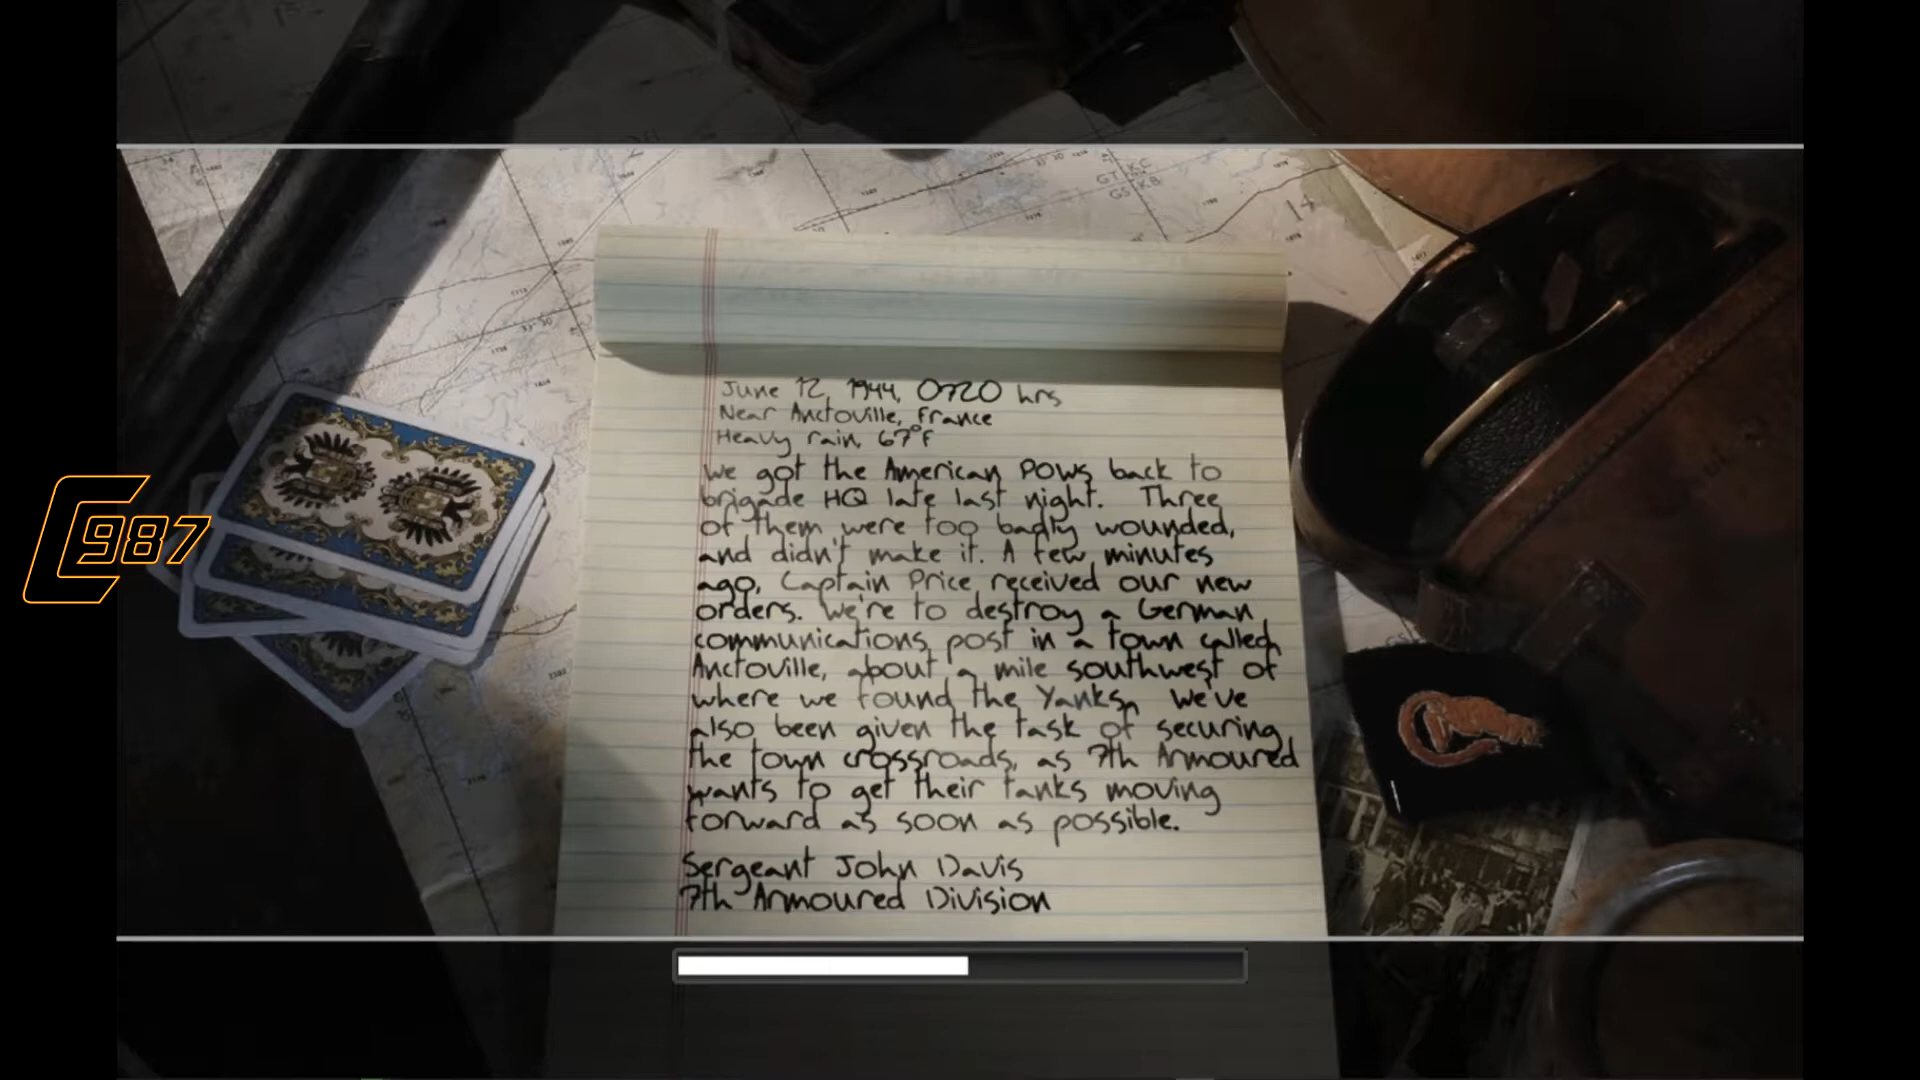 GT KC
GS KB
14
June 12, 1944, 0720 hrs
Near Anctoville, France
Heavy rain, 67°F
We got the American POWs back to
brigade HQ late last night. Three
of them were too badly wounded,
and didn't make it. A few minutes
ago, Captain Price received our new
orders. We're to destroy a German
communications post in a town called
Anctoville, about a mile southwest of
where we found the Yanks. We've
also been given the task of securing
the town crossroads, as 7th Armoured
wants to get their tanks moving
forward as soon as possible.
Sergeant John Davis
7th Armoured Division
C987